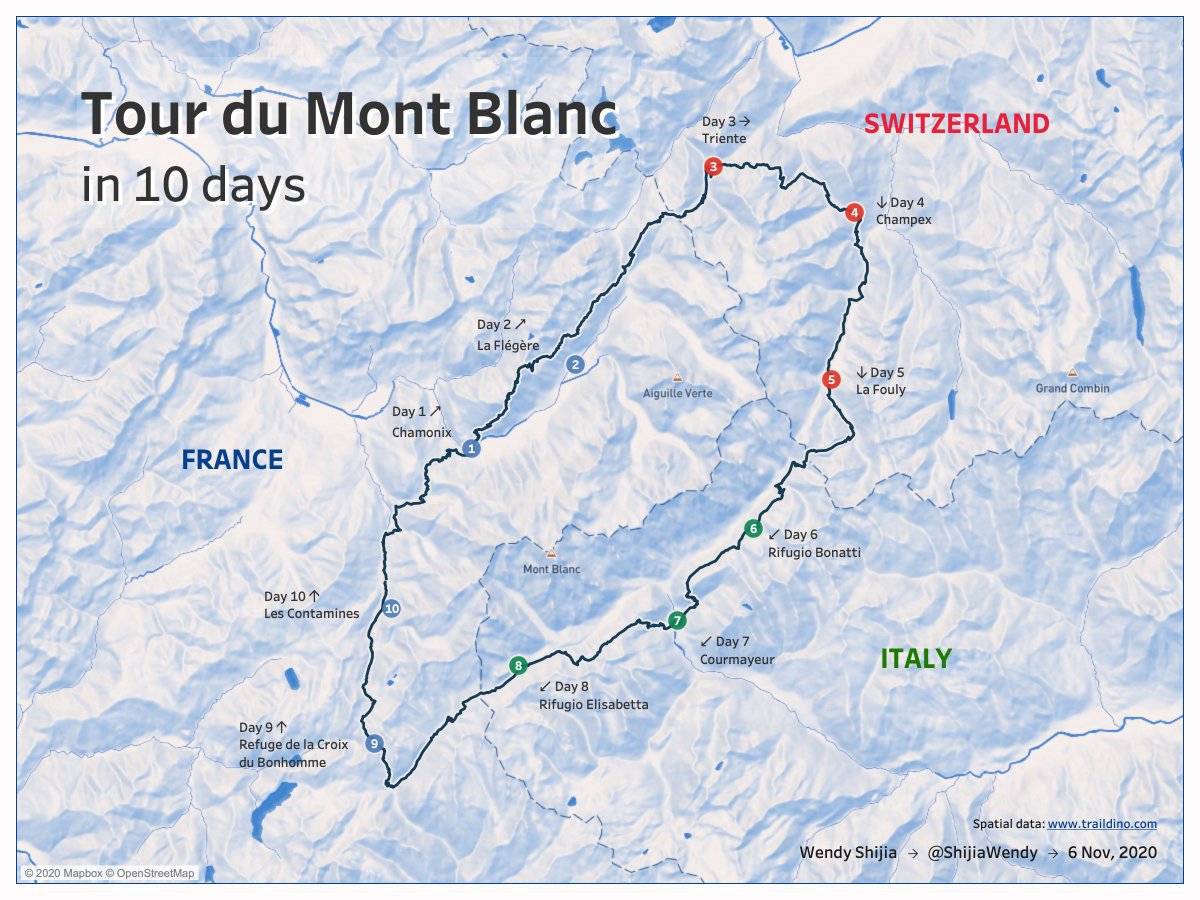 Tour du Mont Blanc
in 10 days
SWITZERLAND
Day 3 →
Triente
3
4
↓ Day 4
Champex
Day 2 ↗
La Flégère
2
Aiguille Verte
5
↓ Day 5
La Fouly
Grand Combin
Day 1 ↗
Chamonix
1
FRANCE
6
↙ Day 6
Rifugio Bonatti
Mont Blanc
Day 10 ↑
Les Contamines
10
7
↙ Day 7
Courmayeur
ITALY
8
↙ Day 8
Rifugio Elisabetta
Day 9 ↑
Refuge de la Croix
du Bonhomme
9
Spatial data: www.traildino.com
Wendy Shijia → @ShijiaWendy → 6 Nov, 2020
© 2020 Mapbox © OpenStreetMap